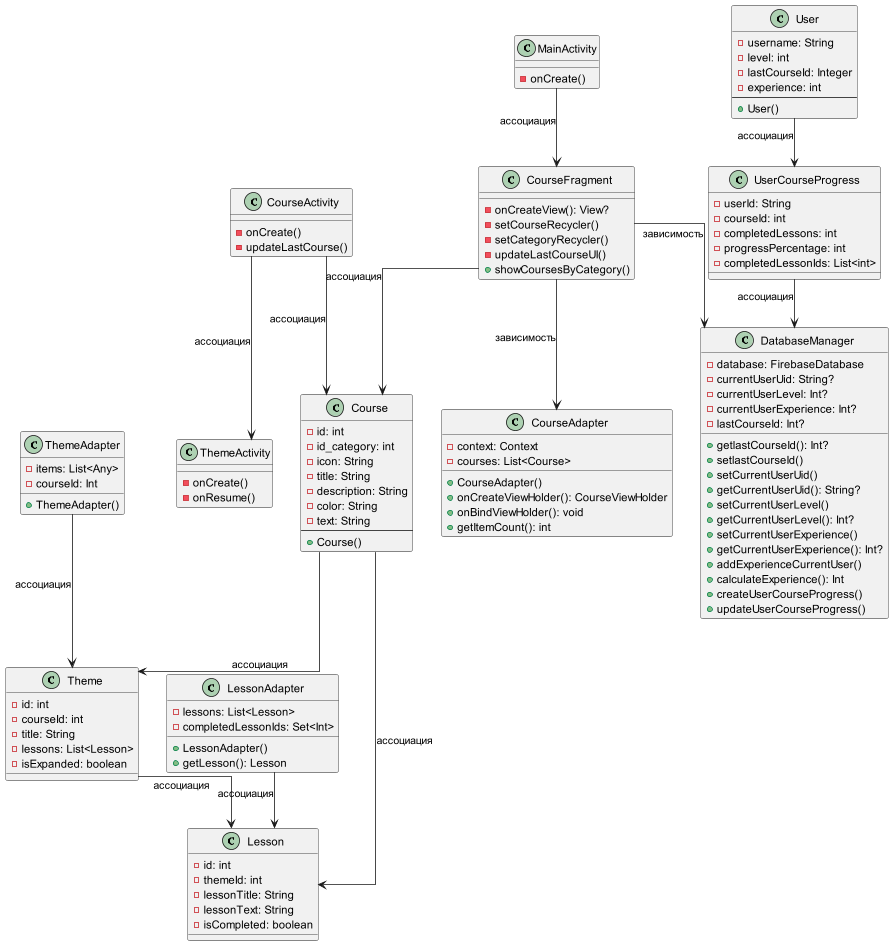 C User
username: String
level: int
lastCourseId: Integer
experience: int
User()
ассоциация
C MainActivity
onCreate()
ассоциация
C UserCourseProgress
userId: String
courseId: int
completedLessons: int
progressPercentage: int
completedLessonIds: List<int>
ассоциация
C CourseFragment
onCreateView(): View?
setCourseRecycler()
setCategoryRecycler()
updateLastCourseUI()
showCoursesByCategory()
зависимость
ассоциация
зависимость
C CourseActivity
onCreate()
updateLastCourse()
ассоциация
ассоциация
C DatabaseManager
database: FirebaseDatabase
currentUserUid: String?
currentUserLevel: Int?
currentUserExperience: Int?
lastCourseId: Int?
getlastCourseId(): Int?
setlastCourseId()
setCurrentUserUid()
getCurrentUserUid(): String?
setCurrentUserLevel()
getCurrentUserLevel(): Int?
setCurrentUserExperience()
getCurrentUserExperience(): Int?
addExperienceCurrentUser()
calculateExperience(): Int
createUserCourseProgress()
updateUserCourseProgress()
C Course
id: int
id_category: int
icon: String
title: String
description: String
color: String
text: String
Course()
ассоциация
ассоциация
C CourseAdapter
context: Context
courses: List<Course>
CourseAdapter()
onCreateViewHolder(): CourseViewHolder
onBindViewHolder(): void
getItemCount(): int
C ThemeActivity
onCreate()
onResume()
C ThemeAdapter
items: List<Any>
courseId: Int
ThemeAdapter()
ассоциация
C Theme
id: int
courseId: int
title: String
lessons: List<Lesson>
isExpanded: boolean
ассоциация
C LessonAdapter
lessons: List<Lesson>
completedLessonIds: Set<Int>
LessonAdapter()
getLesson(): Lesson
ассоциация
C Lesson
id: int
themeId: int
lessonTitle: String
lessonText: String
isCompleted: boolean